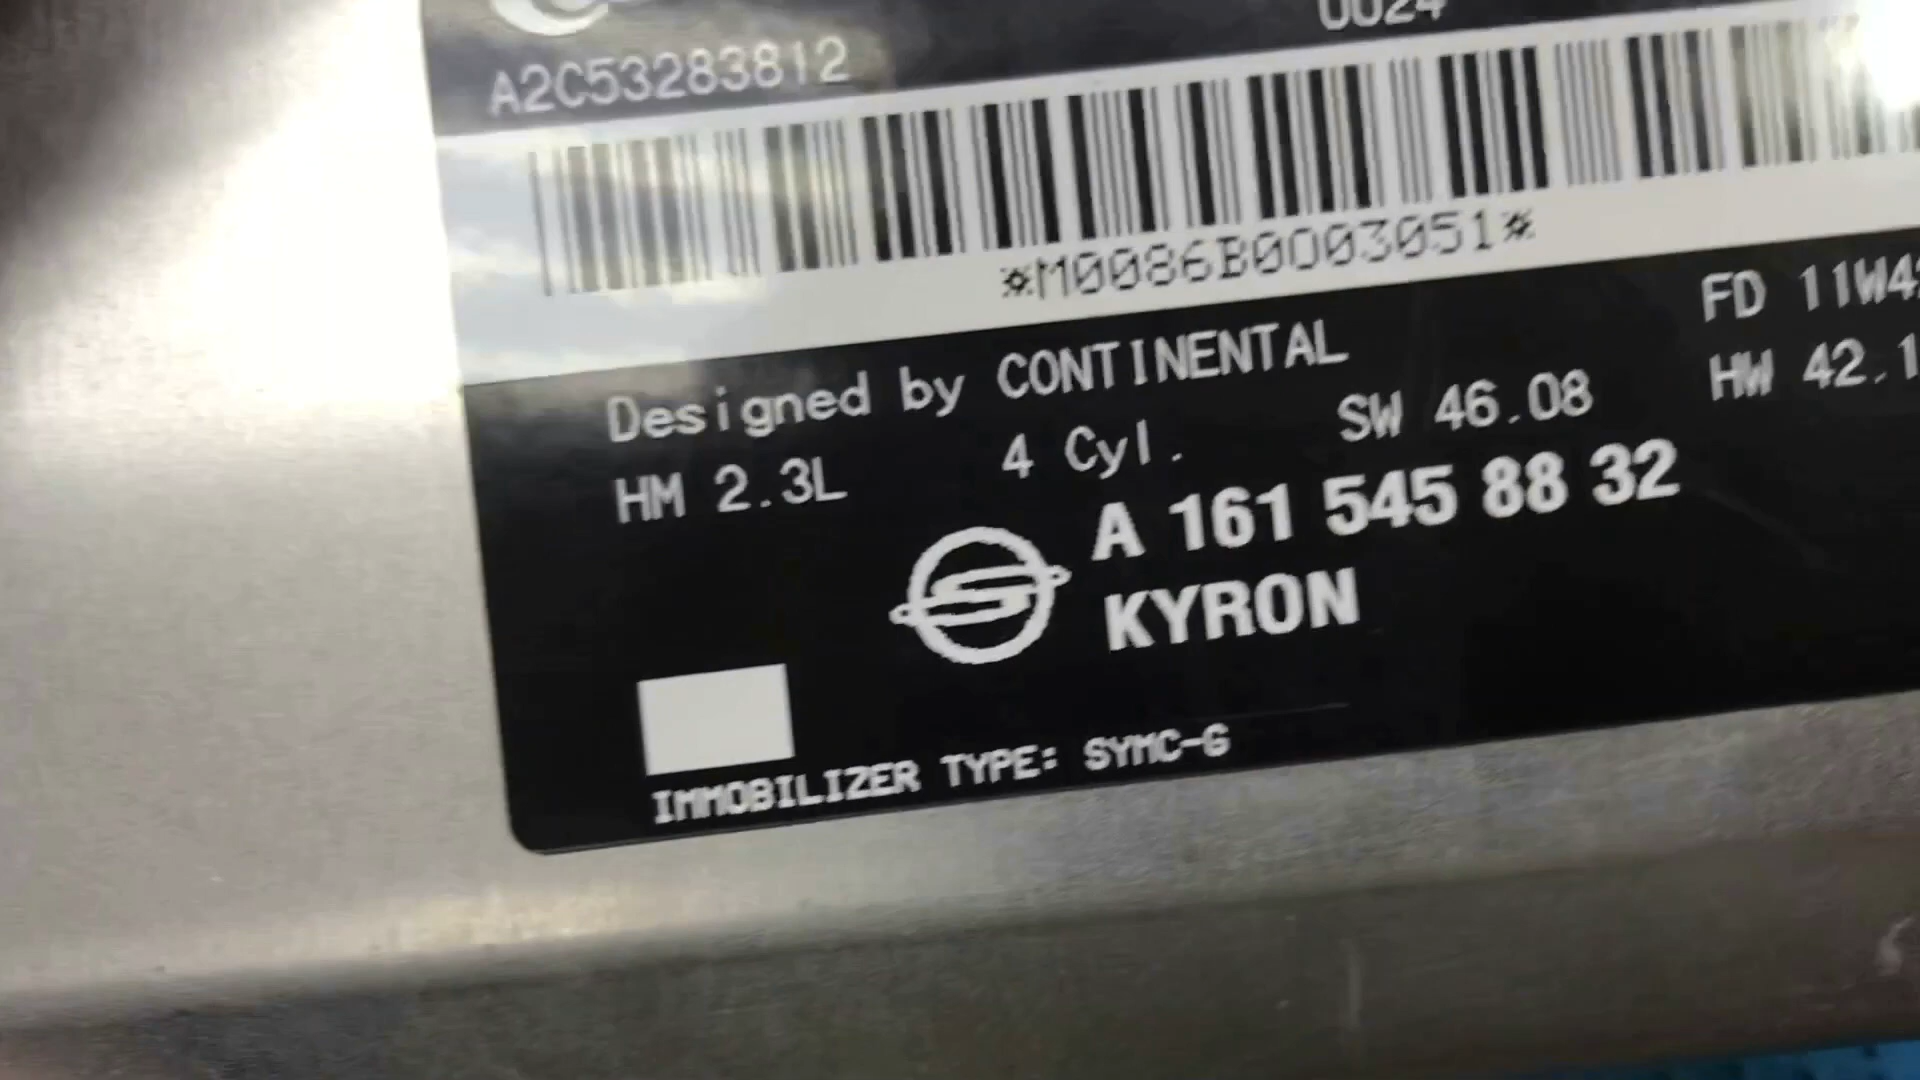 0024
A2C53283812
*M0086B0003051*
Designed by CONTINENTAL FD 11W4
HM 2.3L 4 Cyl. SW 46.08 HW 42.1
A 161 545 88 32
KYRON
IMMOBILIZER TYPE: SYMC-G